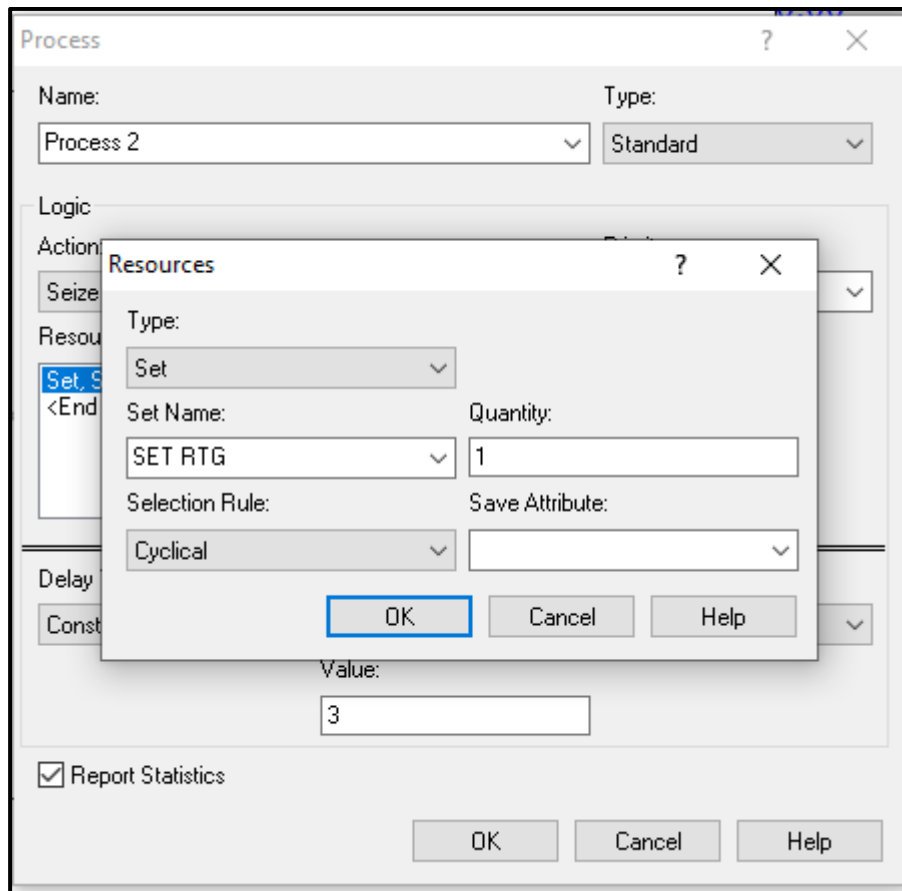 Process
Name:
Type:
Process 2
Standard
Logic
Action:
Seize
Resources
Type:
Set
Set Name:
Quantity:
SET RTG
1
Selection Rule:
Save Attribute:
Cyclical
OK
Cancel
Help
Resou
Set, S
<End
Delay
Const
Value:
3
Report Statistics
OK
Cancel
Help